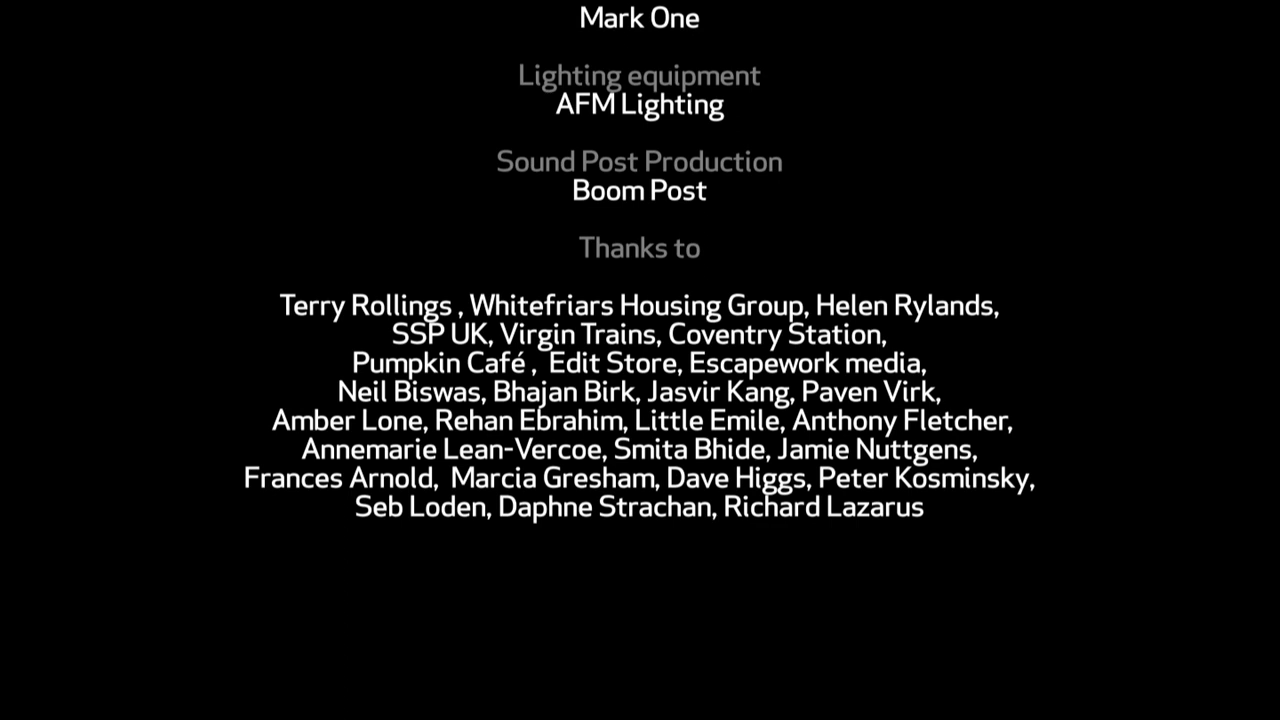 Mark One
Lighting equipment
AFM Lighting
Sound Post Production
Boom Post
Thanks to
Terry Rollings , Whitefriars Housing Group, Helen Rylands,
SSP UK, Virgin Trains, Coventry Station,
Pumpkin Café , Edit Store, Escapework media,
Neil Biswas, Bhajan Birk, Jasvir Kang, Paven Virk,
Amber Lone, Rehan Ebrahim, Little Emile, Anthony Fletcher,
Annemarie Lean-Vercoe, Smita Bhide, Jamie Nuttgens,
Frances Arnold, Marcia Gresham, Dave Higgs, Peter Kosminsky,
Seb Loden, Daphne Strachan, Richard Lazarus